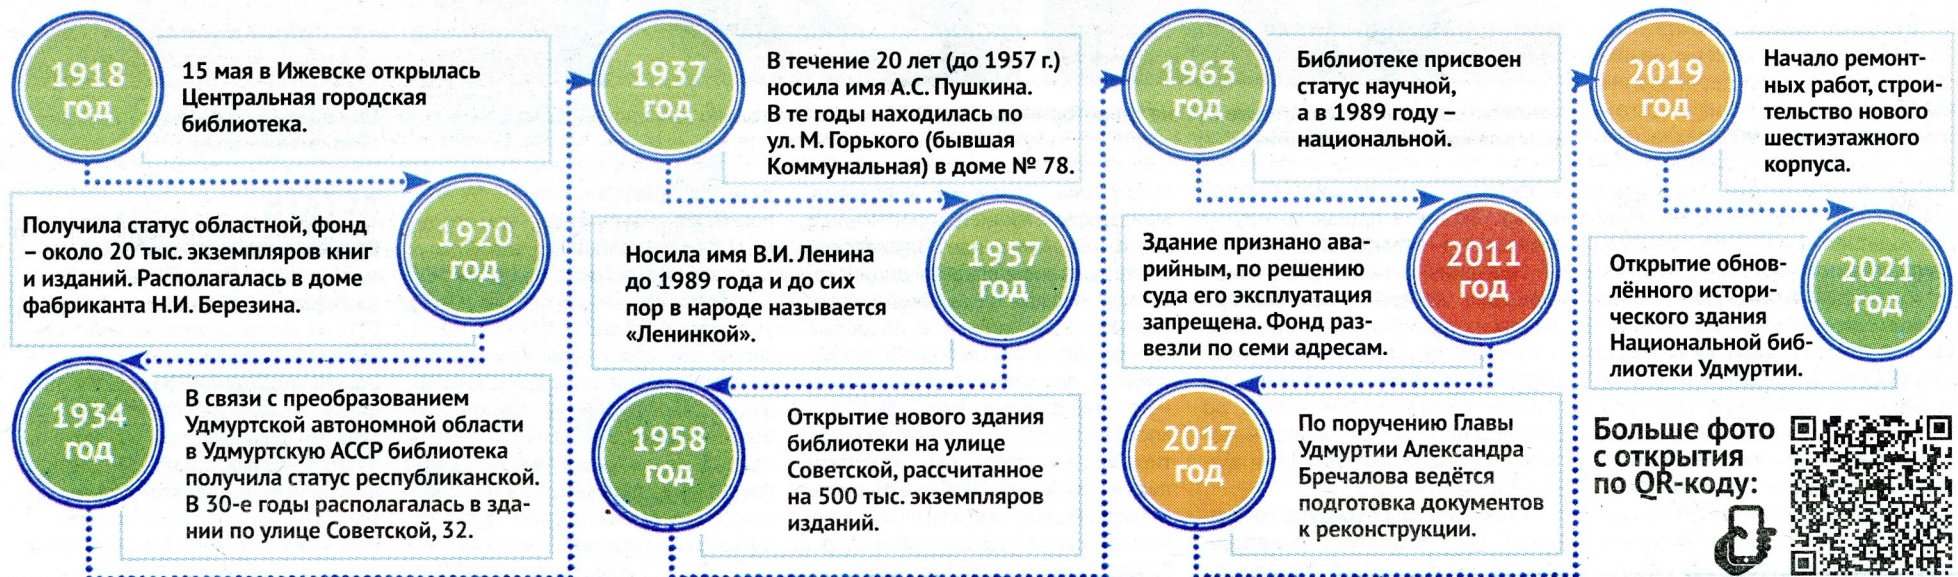 1918
год
15 мая в Ижевске открылась
Центральная городская
библиотека.
1920
год
Получила статус областной, фонд
– около 20 тыс. экземпляров книг
и изданий. Располагалась в доме
фабриканта Н.И. Березина.
1934
год
В связи с преобразованием
Удмуртской автономной области
в Удмуртскую АССР библиотека
получила статус республиканской.
В 30-е годы располагалась в зда-
нии по улице Советской, 32.
1937
год
В течение 20 лет (до 1957 г.)
носила имя А.С. Пушкина.
В те годы находилась по
ул. М. Горького (бывшая
Коммунальная) в доме № 78.
1957
год
Носила имя В.И. Ленина
до 1989 года и до сих
пор в народе называется
«Ленинкой».
1958
год
Открытие нового здания
библиотеки на улице
Советской, рассчитанное
на 500 тыс. экземпляров
изданий.
1963
год
Библиотеке присвоен
статус научной,
а в 1989 году –
национальной.
2011
год
Здание признано ава-
рийным, по решению
суда его эксплуатация
запрещена. Фонд раз-
везли по семи адресам.
2017
год
По поручению Главы
Удмуртии Александра
Бречалова ведётся
подготовка документов
к реконструкции.
2019
год
Начало ремонт-
ных работ, строи-
тельство нового
шестиэтажного
корпуса.
2021
год
Открытие обнов-
лённого истори-
ческого здания
Национальной биб-
лиотеки Удмуртии.
Больше фото
с открытия
по QR-коду: